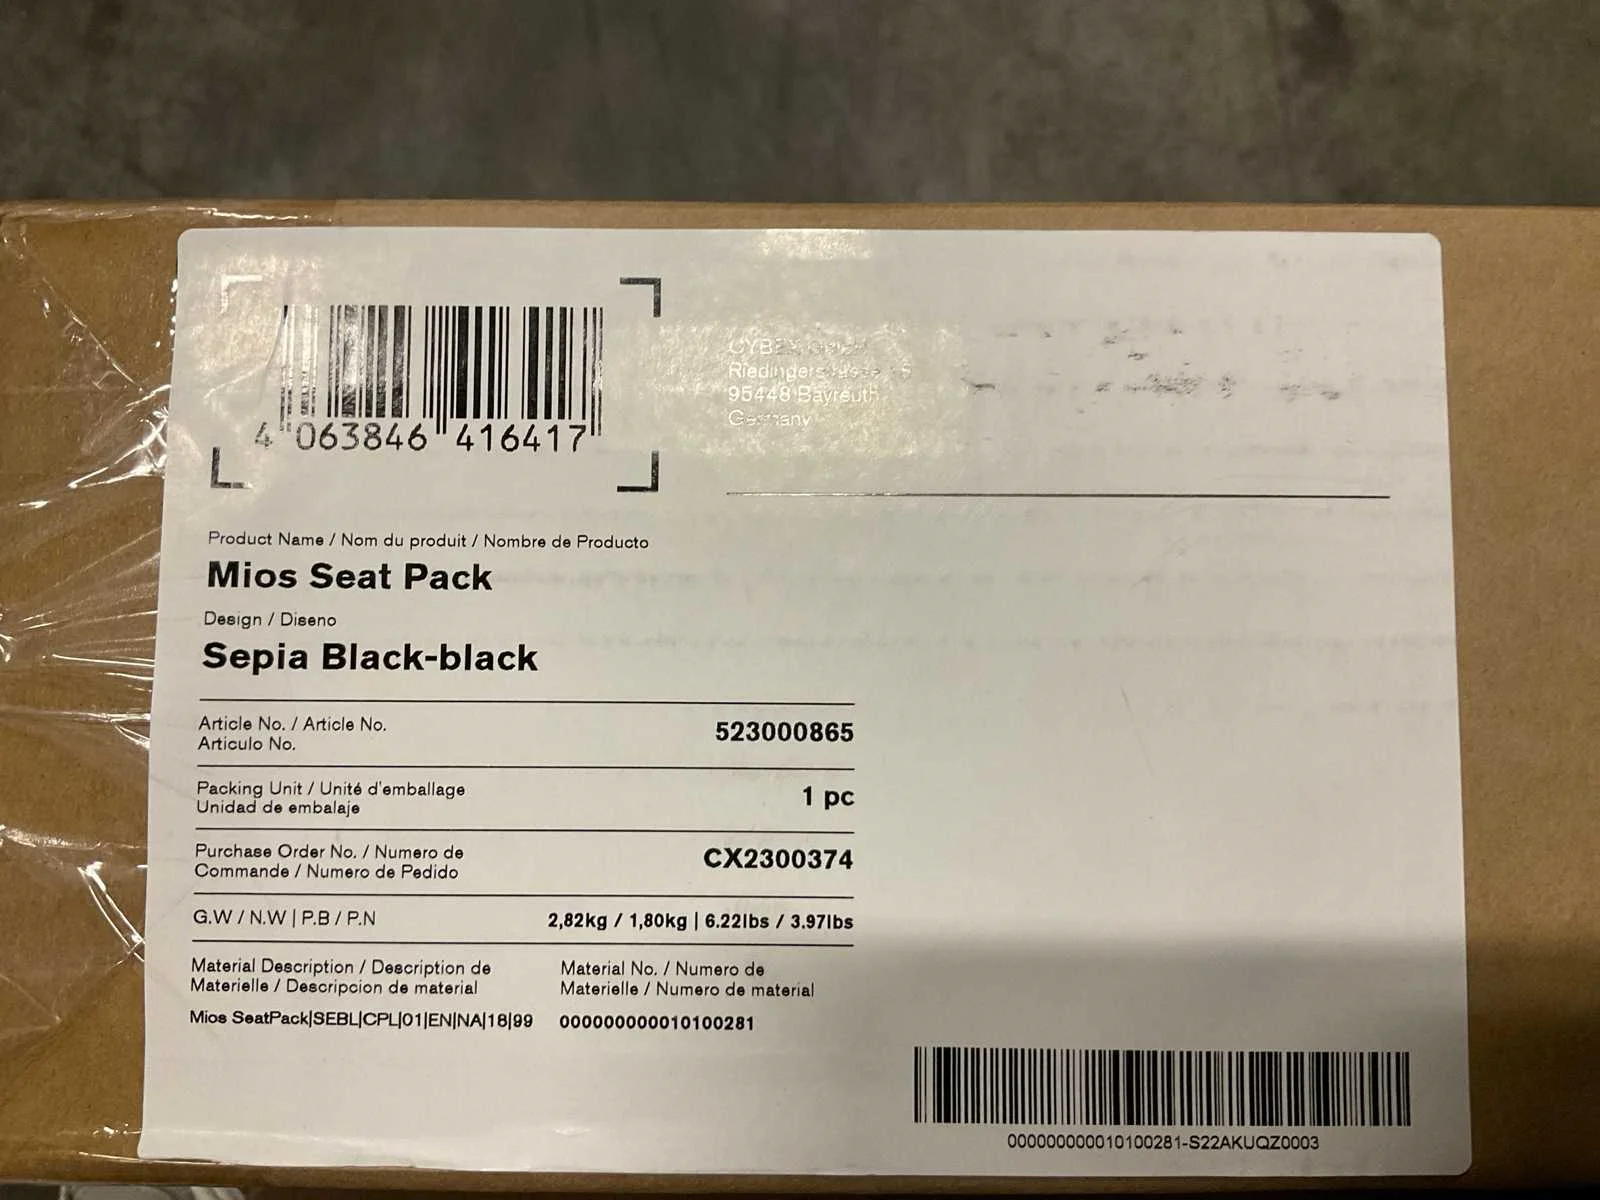 4 063846 416417
CYBEX GmbH
95448 Bayreuth
Germany
Product Name / Nom du produit / Nombre de Producto
Mios Seat Pack
Design / Diseno
Sepia Black-black
Article No. / Article No.
Articulo No.
523000865
Packing Unit / Unité d'emballage
Unidad de embalaje
1 pc
Purchase Order No. / Numero de
Commande / Numero de Pedido
CX2300374
G.W / N.W | P.B / P.N
2,82kg / 1,80kg | 6.22lbs / 3.97lbs
Material Description / Description de
Materielle / Descripcion de material
Mios SeatPack|SEBL|CPL|01|EN|NA|18|99
Material No. / Numero de
Materielle / Numero de material
000000000010100281
000000000010100281-S22AKUQZ0003